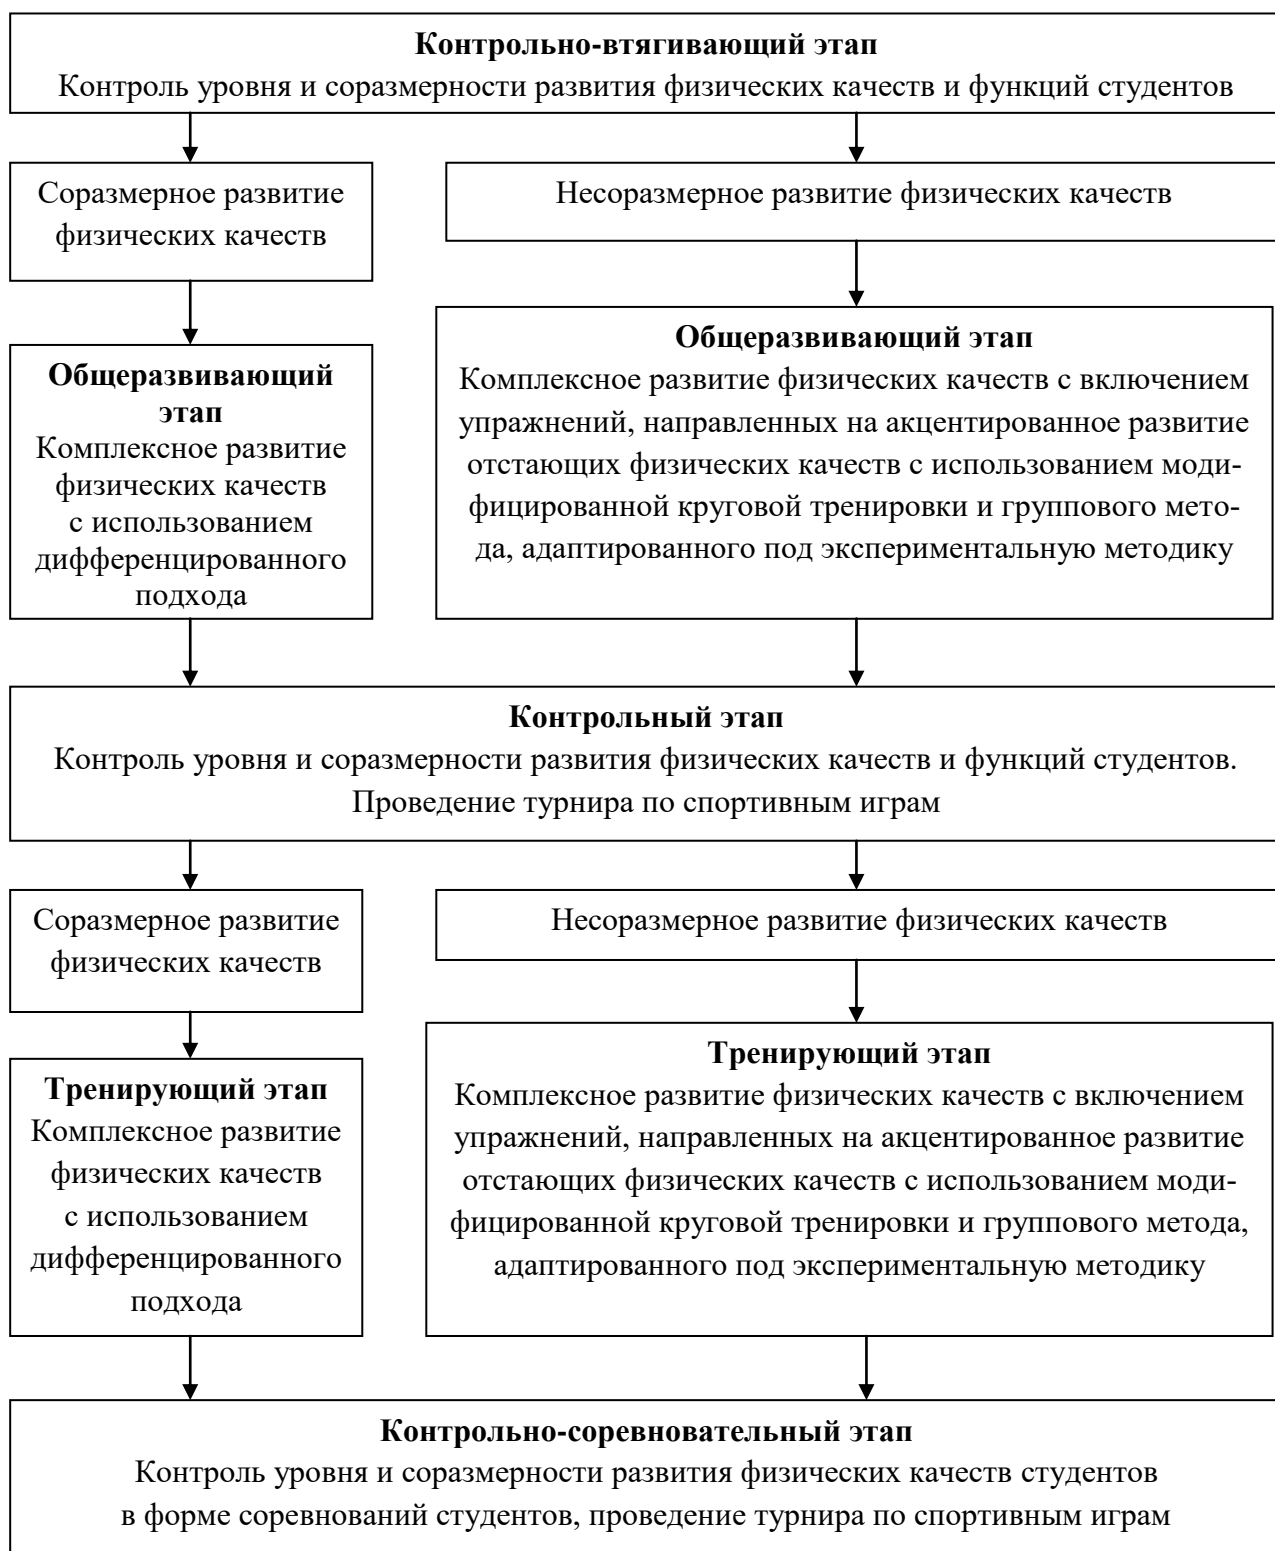 Контрольно-втягивающий этап
Контроль уровня и соразмерности развития физических качеств и функций студентов
Соразмерное развитие
физических качеств
Несоразмерное развитие физических качеств
Общеразвивающий
этап
Комплексное развитие
физических качеств
с использованием
дифференцированного
подхода
Общеразвивающий этап
Комплексное развитие физических качеств с включением
упражнений, направленных на акцентированное развитие
отстающих физических качеств с использованием моди-
фицированной круговой тренировки и группового мето-
да, адаптированного под экспериментальную методику
Контрольный этап
Контроль уровня и соразмерности развития физических качеств и функций студентов.
Проведение турнира по спортивным играм
Соразмерное развитие
физических качеств
Несоразмерное развитие физических качеств
Тренирующий этап
Комплексное развитие
физических качеств
с использованием
дифференцированного
подхода
Тренирующий этап
Комплексное развитие физических качеств с включением
упражнений, направленных на акцентированное развитие
отстающих физических качеств с использованием моди-
фицированной круговой тренировки и группового метода,
адаптированного под экспериментальную методику
Контрольно-соревновательный этап
Контроль уровня и соразмерности развития физических качеств студентов
в форме соревнований студентов, проведение турнира по спортивным играм